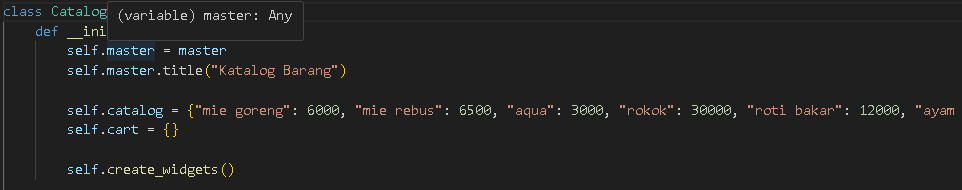 class Catalog
(variable) master: Any
def __ini
self.master = master
self.master.title("Katalog Barang")
self.catalog = {"mie goreng": 6000, "mie rebus": 6500, "aqua": 3000, "rokok": 30000, "roti bakar": 12000, "ayam
self.cart = {}
self.create_widgets()